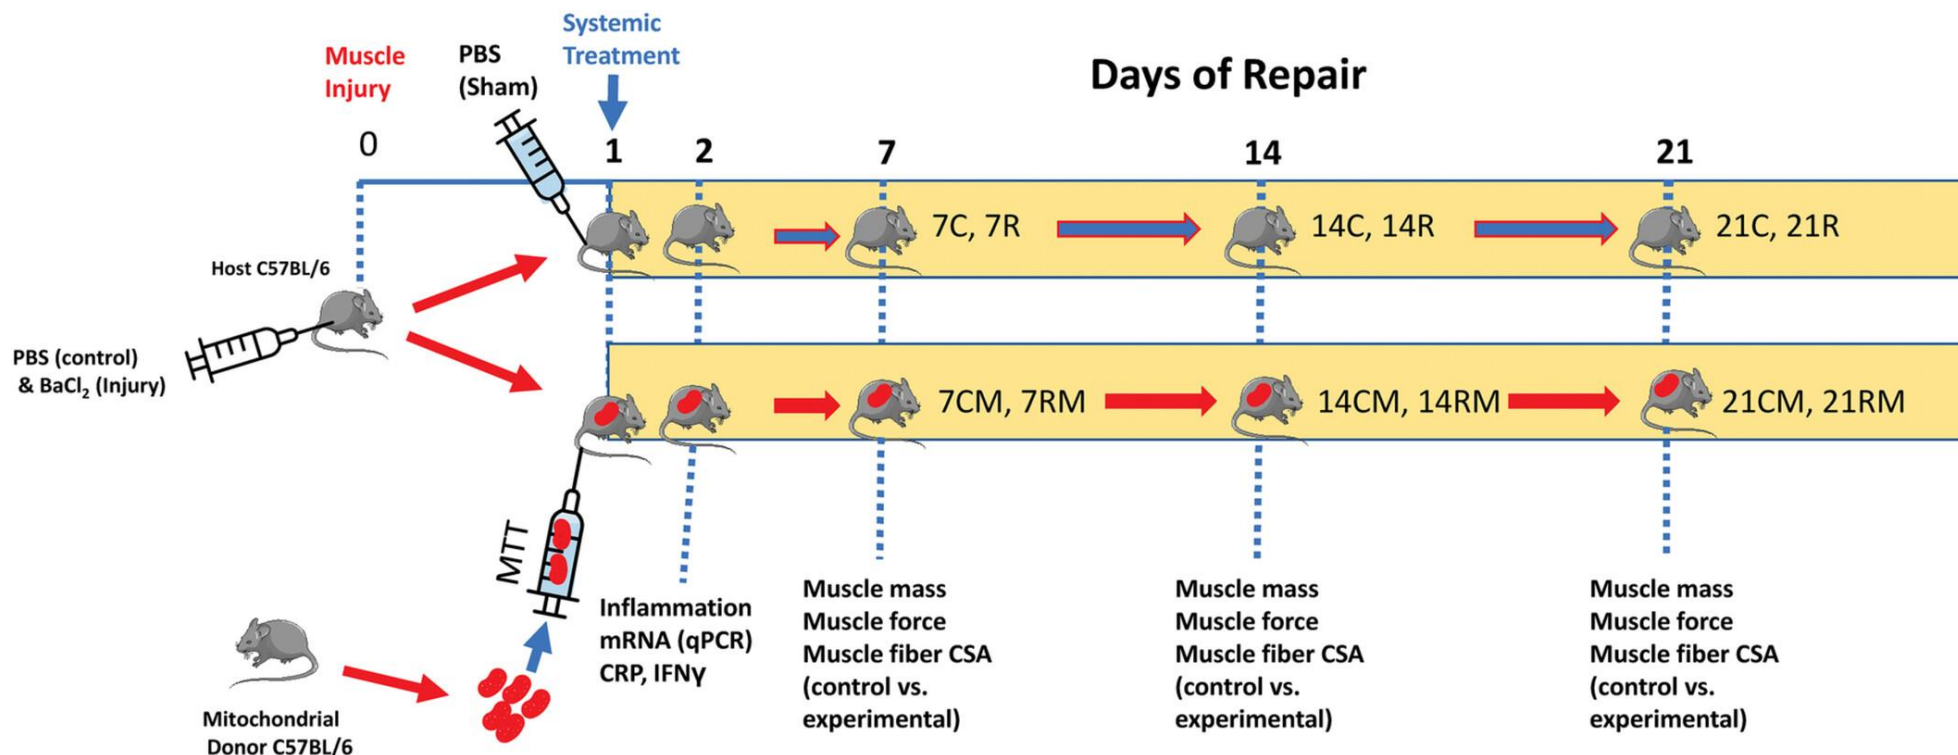 Muscle
Injury
PBS
(Sham)
Systemic
Treatment
Days of Repair
0
1
2
7
14
21
Host C57BL/6
7C, 7R
14C, 14R
21C, 21R
PBS (control)
& BaCl2 (Injury)
7CM, 7RM
14CM, 14RM
21CM, 21RM
MTT
Inflammation
mRNA (qPCR)
CRP, IFNγ
Muscle mass
Muscle force
Muscle fiber CSA
(control vs.
experimental)
Muscle mass
Muscle force
Muscle fiber CSA
(control vs.
experimental)
Muscle mass
Muscle force
Muscle fiber CSA
(control vs.
experimental)
Mitochondrial
Donor C57BL/6